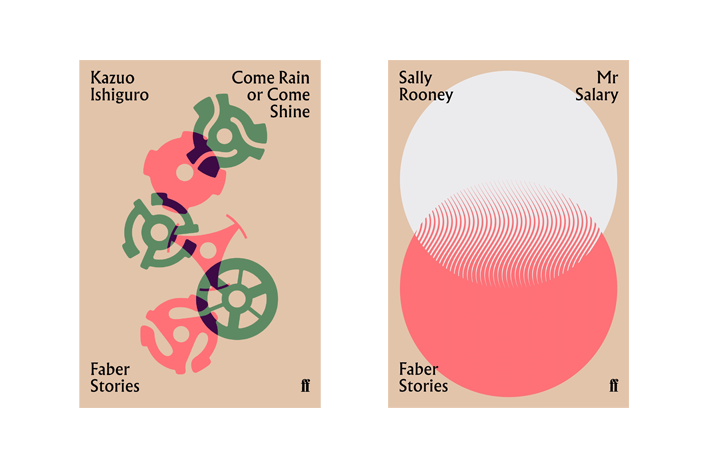 Kazuo
Ishiguro
Come Rain
or Come
Shine
Faber
Stories
ff
Sally
Rooney
Mr
Salary
Faber
Stories
ff